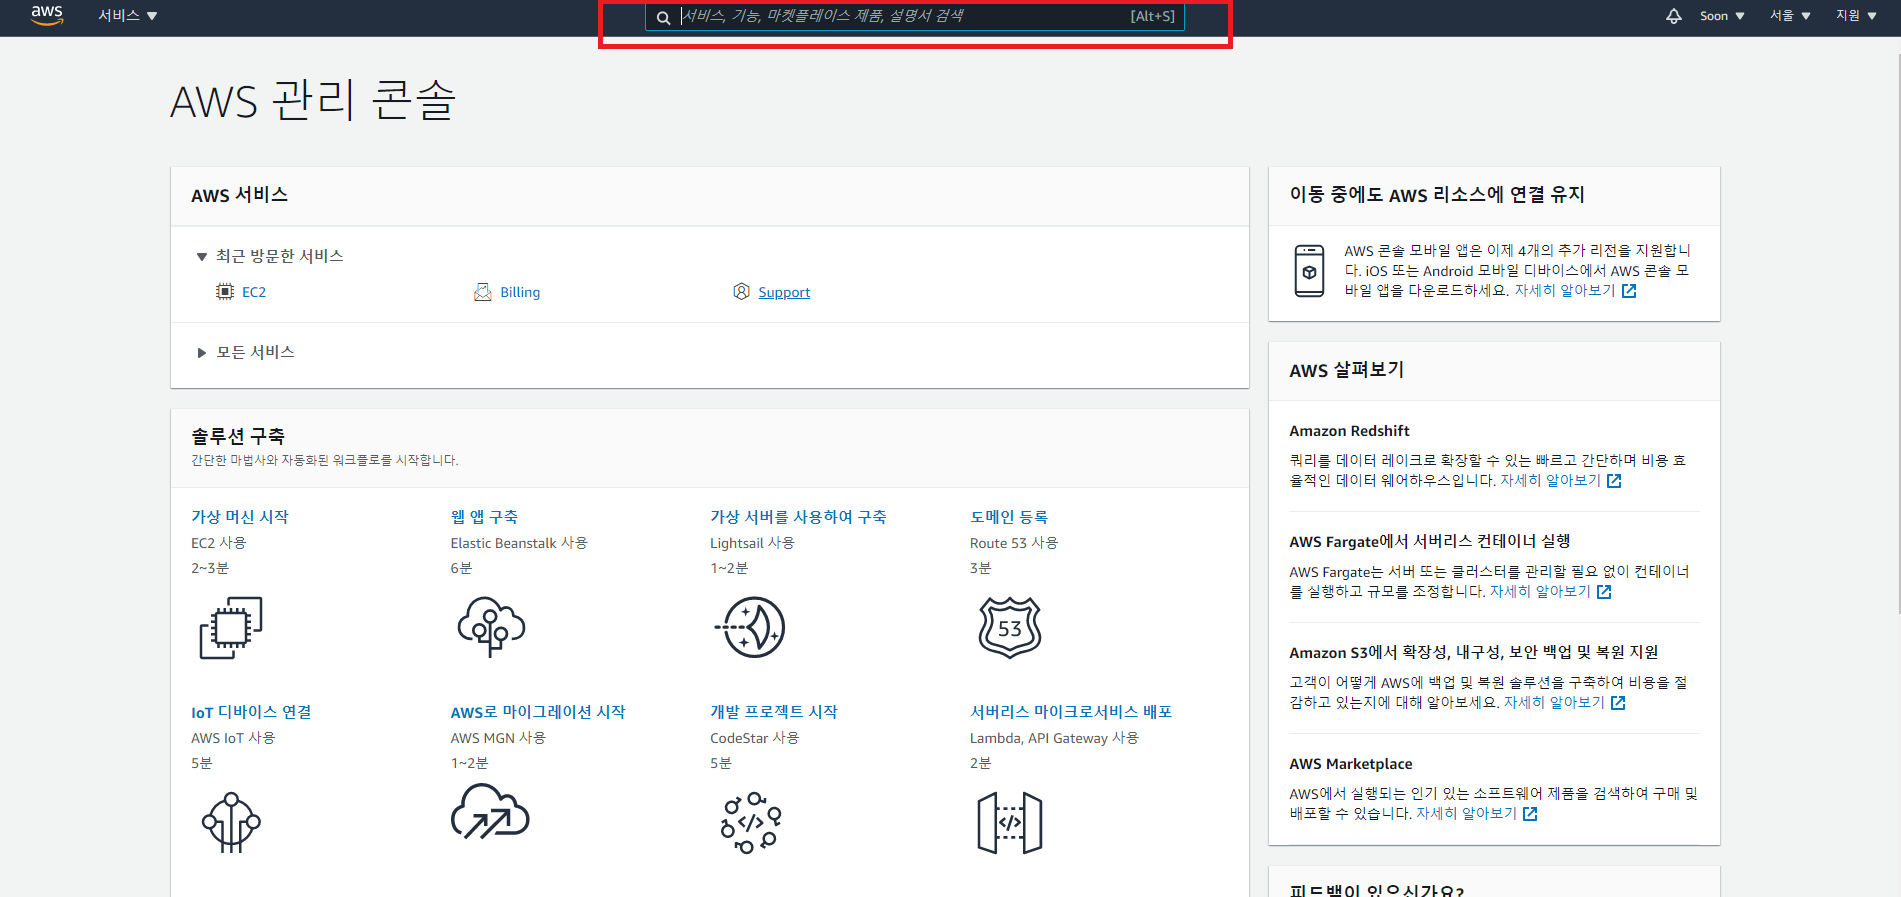 aws 서비스 ▼ 서비스, 기능, 마켓플레이스 제품, 설명서 검색 [Alt+S] Soon ▼ 서울 ▼ 지원 ▼
AWS 관리 콘솔
AWS 서비스
▼ 최근 방문한 서비스
EC2 Billing Support
▶ 모든 서비스
솔루션 구축
간단한 마법사와 자동화된 워크플로를 시작합니다.
가상 머신 시작
EC2 사용
2~3분
웹 앱 구축
Elastic Beanstalk 사용
6분
가상 서버를 사용하여 구축
Lightsail 사용
1~2분
도메인 등록
Route 53 사용
3분
53
IoT 디바이스 연결
AWS IoT 사용
5분
AWS로 마이그레이션 시작
AWS MGN 사용
1~2분
개발 프로젝트 시작
CodeStar 사용
5분
</>
서버리스 마이크로서비스 배포
Lambda, API Gateway 사용
2분
</>
이동 중에도 AWS 리소스에 연결 유지
AWS 콘솔 모바일 앱은 이제 4개의 추가 리전을 지원합니
다. iOS 또는 Android 모바일 디바이스에서 AWS 콘솔 모
바일 앱을 다운로드하세요. 자세히 알아보기
AWS 살펴보기
Amazon Redshift
쿼리를 데이터 레이크로 확장할 수 있는 빠르고 간단하며 비용 효
율적인 데이터 웨어하우스입니다. 자세히 알아보기
AWS Fargate에서 서버리스 컨테이너 실행
AWS Fargate는 서버 또는 클러스터를 관리할 필요 없이 컨테이너
를 실행하고 규모를 조정합니다. 자세히 알아보기
Amazon S3에서 확장성, 내구성, 보안 백업 및 복원 지원
고객이 어떻게 AWS에 백업 및 복원 솔루션을 구축하여 비용을 절
감하고 있는지에 대해 알아보세요. 자세히 알아보기
AWS Marketplace
AWS에서 실행되는 인기 있는 소프트웨어 제품을 검색하여 구매 및
배포할 수 있습니다. 자세히 알아보기
피드백이 있으신가요?